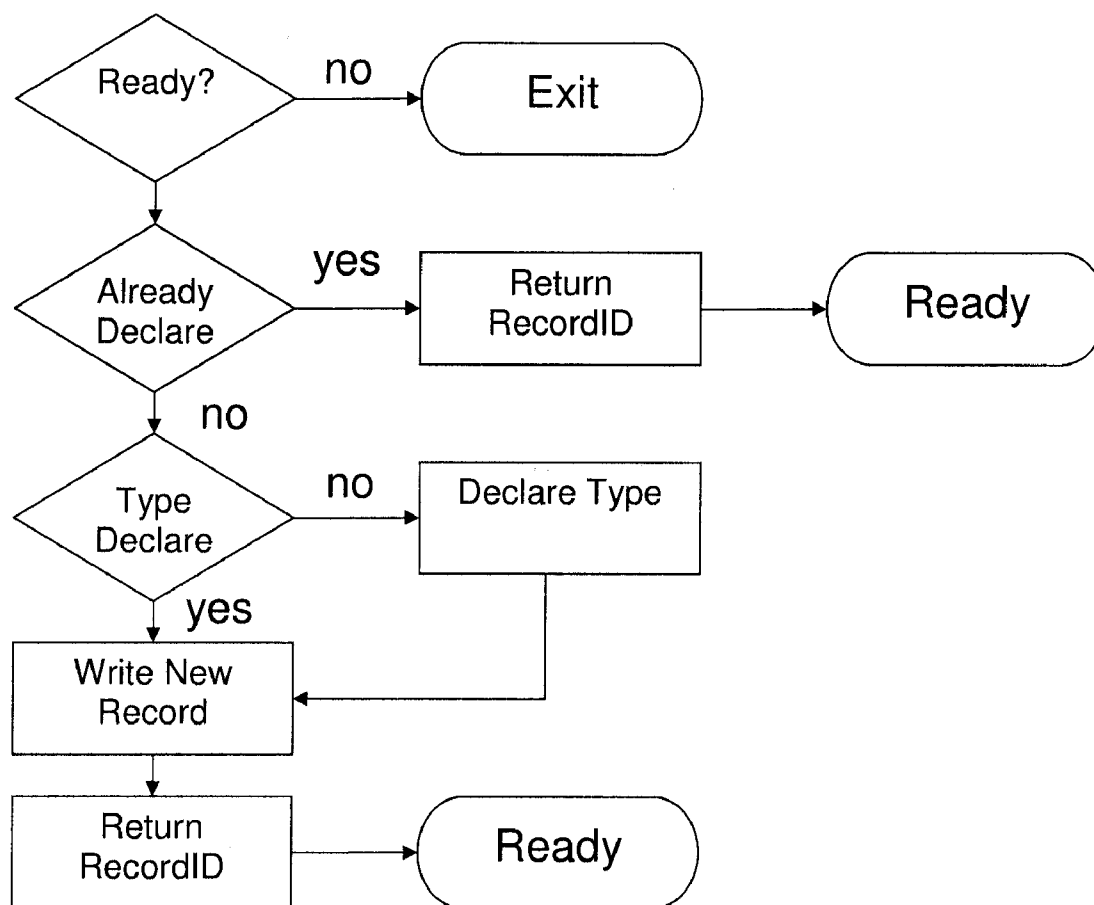 Ready?
no
Exit
yes
Already
Declare
Return
RecordID
Ready
no
Type
Declare
no
Declare Type
yes
Write New
Record
Return
RecordID
Ready